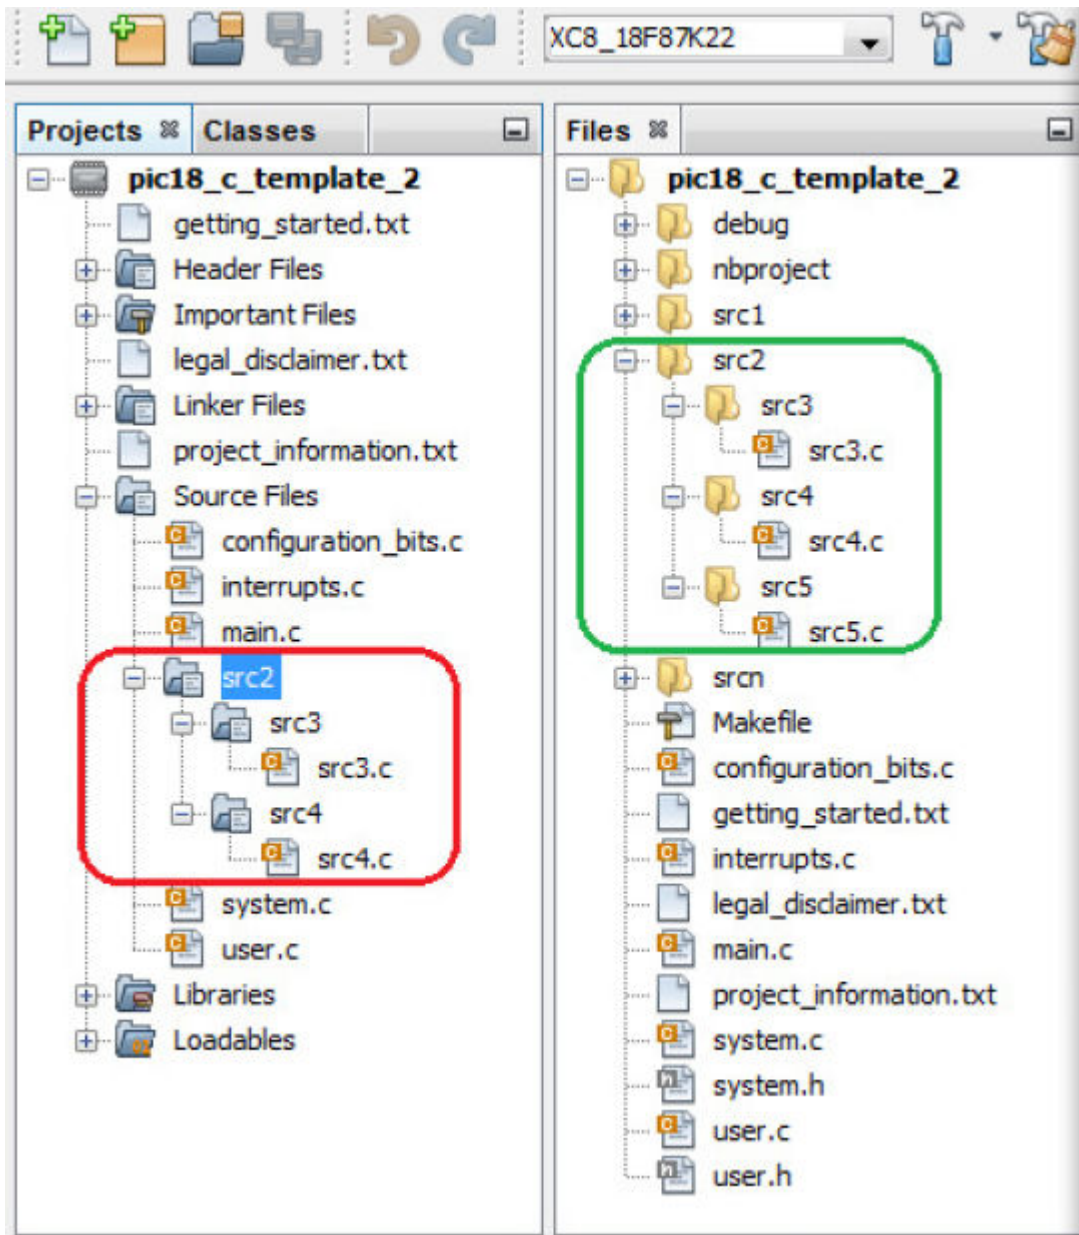 XC8_18F87K22
Projects Classes
pic18_c_template_2
getting_started.txt
Header Files
Important Files
legal_disclaimer.txt
Linker Files
project_information.txt
Source Files
configuration_bits.c
interrupts.c
main.c
src2
src3
src3.c
src4
src4.c
system.c
user.c
Libraries
Loadables
Files
pic18_c_template_2
debug
nbproject
src1
src2
src3
src3.c
src4
src4.c
src5
src5.c
srcn
Makefile
configuration_bits.c
getting_started.txt
interrupts.c
legal_disclaimer.txt
main.c
project_information.txt
system.c
system.h
user.c
user.h